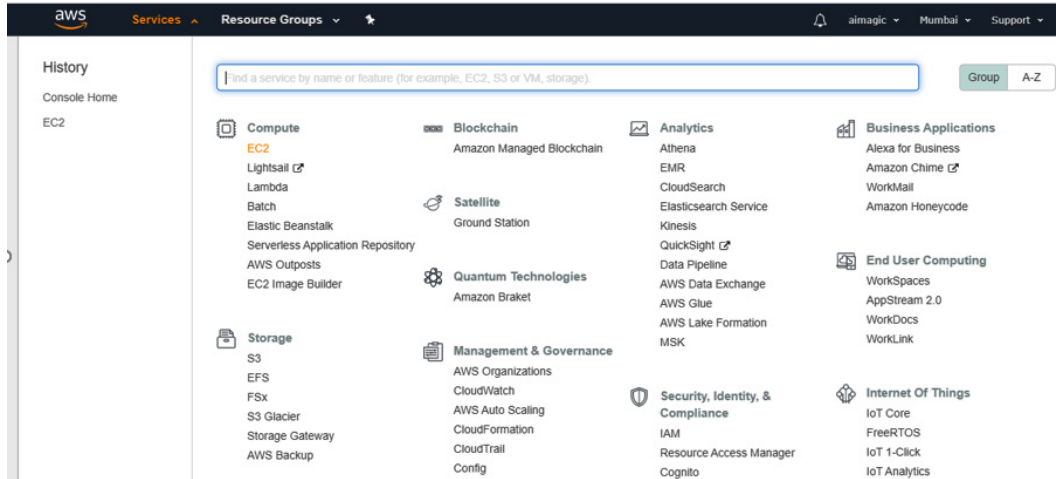 aws Services Resource Groups aimagic Mumbai Support
History
Console Home
EC2
Find a service by name or feature (for example, EC2, S3 or VM, storage).
Group A-Z
Compute
EC2
Lightsail
Lambda
Batch
Elastic Beanstalk
Serverless Application Repository
AWS Outposts
EC2 Image Builder
Storage
S3
EFS
FSx
S3 Glacier
Storage Gateway
AWS Backup
Blockchain
Amazon Managed Blockchain
Satellite
Ground Station
Quantum Technologies
Amazon Braket
Management & Governance
AWS Organizations
CloudWatch
AWS Auto Scaling
CloudFormation
CloudTrail
Config
Analytics
Athena
EMR
CloudSearch
Elasticsearch Service
Kinesis
QuickSight
Data Pipeline
AWS Data Exchange
AWS Glue
AWS Lake Formation
MSK
Security, Identity, &
Compliance
IAM
Resource Access Manager
Cognito
Business Applications
Alexa for Business
Amazon Chime
WorkMail
Amazon Honeycode
End User Computing
WorkSpaces
AppStream 2.0
WorkDocs
WorkLink
Internet Of Things
IoT Core
FreeRTOS
IoT 1-Click
IoT Analytics